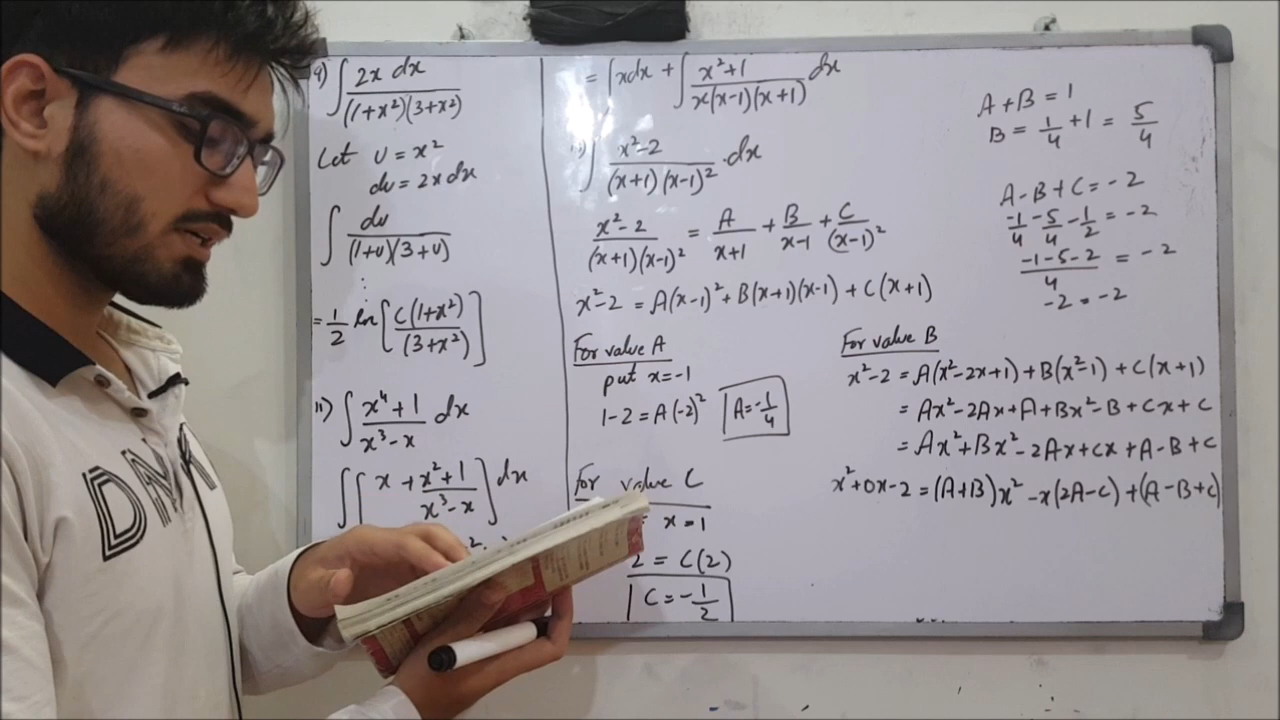 9) ∫ 2x dx / (1+x²)(3+x²)
Let u = x²
du = 2x dx
∫ du / (1+u)(3+u)
⋮
= 1/2 ln[C(1+x²) / (3+x²)]
11) ∫ x⁴+1 / x³-x dx
∫∫[x + x²+1 / x³-x] dx
= ∫xdx + ∫ x²+1 / x(x-1)(x+1) dx
∫ x²-2 / (x+1)(x-1)² · dx
x²-2 / (x+1)(x-1)² = A / x+1 + B / x-1 + C / (x-1)²
x²-2 = A(x-1)² + B(x+1)(x-1) + C(x+1)
For value A
put x=-1
1-2 = A(-2)²
A=-1/4
For value C
x=1
2 = C(2)
C = -1/2
A+B = 1
B = 1/4 +1 = 5/4
A-B+C = -2
-1/4 - 5/4 - 1/2 = -2
-1-5-2 / 4 = -2
-2 = -2
For value B
x²-2 = A(x²-2x+1) + B(x²-1) + C(x+1)
= Ax²-2Ax+A+Bx²-B+Cx+C
= Ax²+Bx²-2Ax+Cx+A-B+C
x²+0x-2 = (A+B)x² -x(2A-C) +(A-B+C)